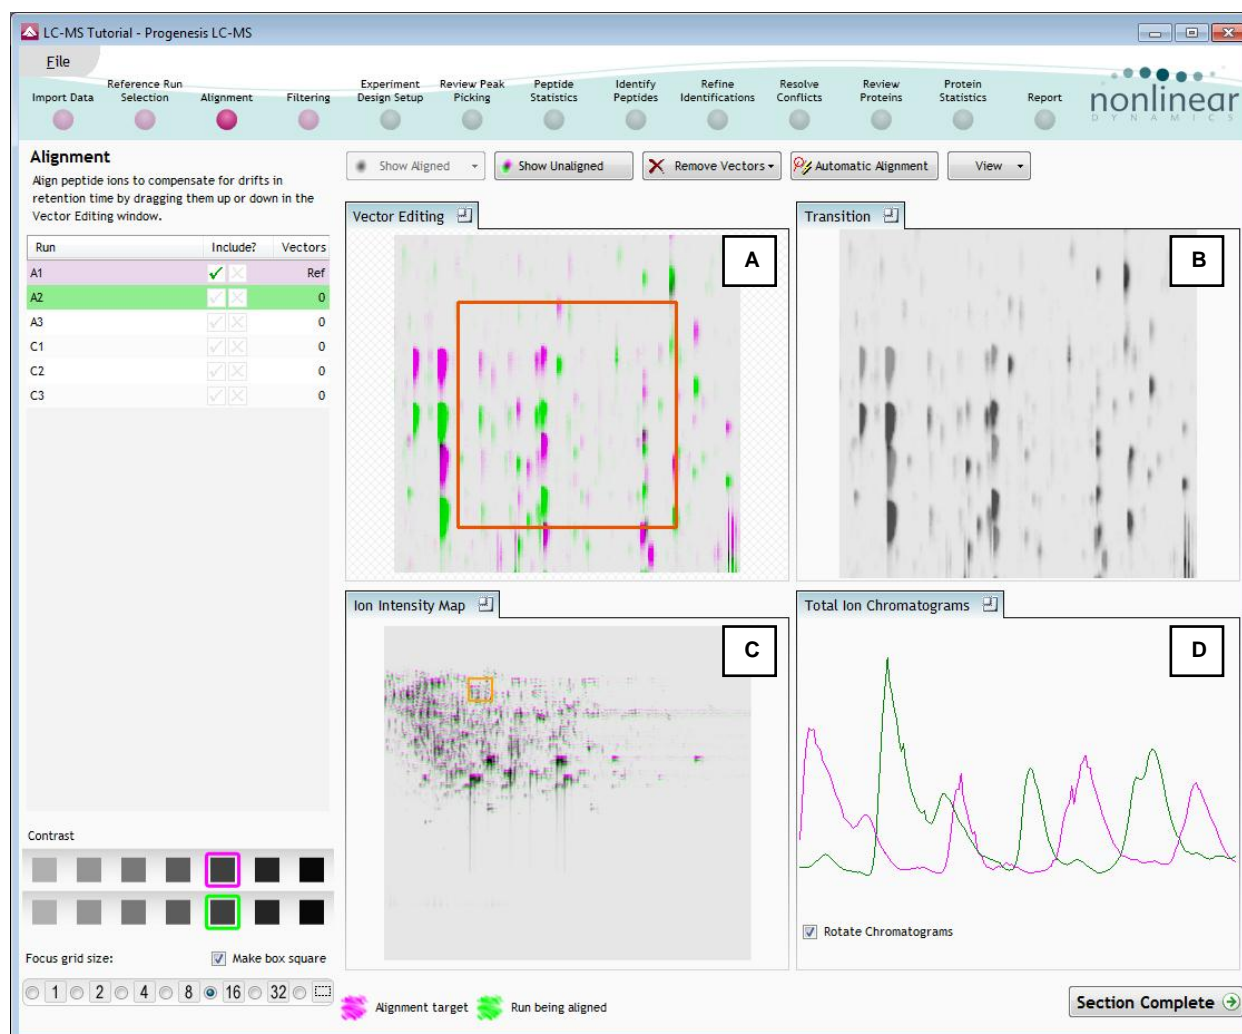 LC-MS Tutorial - Progenesis LC-MS
File
Import Data
Reference Run
Selection
Alignment
Filtering
Experiment
Design Setup
Review Peak
Picking
Peptide
Statistics
Identify
Peptides
Refine
Identifications
Resolve
Conflicts
Review
Proteins
Protein
Statistics
Report
nonlinear
DYNAMICS
Alignment
Align peptide ions to compensate for drifts in
retention time by dragging them up or down in the
Vector Editing window.
Show Aligned
Show Unaligned
Remove Vectors
Automatic Alignment
View
Run Include? Vectors
A1 Ref
A2 0
A3 0
C1 0
C2 0
C3 0
Vector Editing
A
Transition
B
Ion Intensity Map
C
Total Ion Chromatograms
D
Rotate Chromatograms
Contrast
Focus grid size:
Make box square
1 2 4 8 16 32
Alignment target
Run being aligned
Section Complete